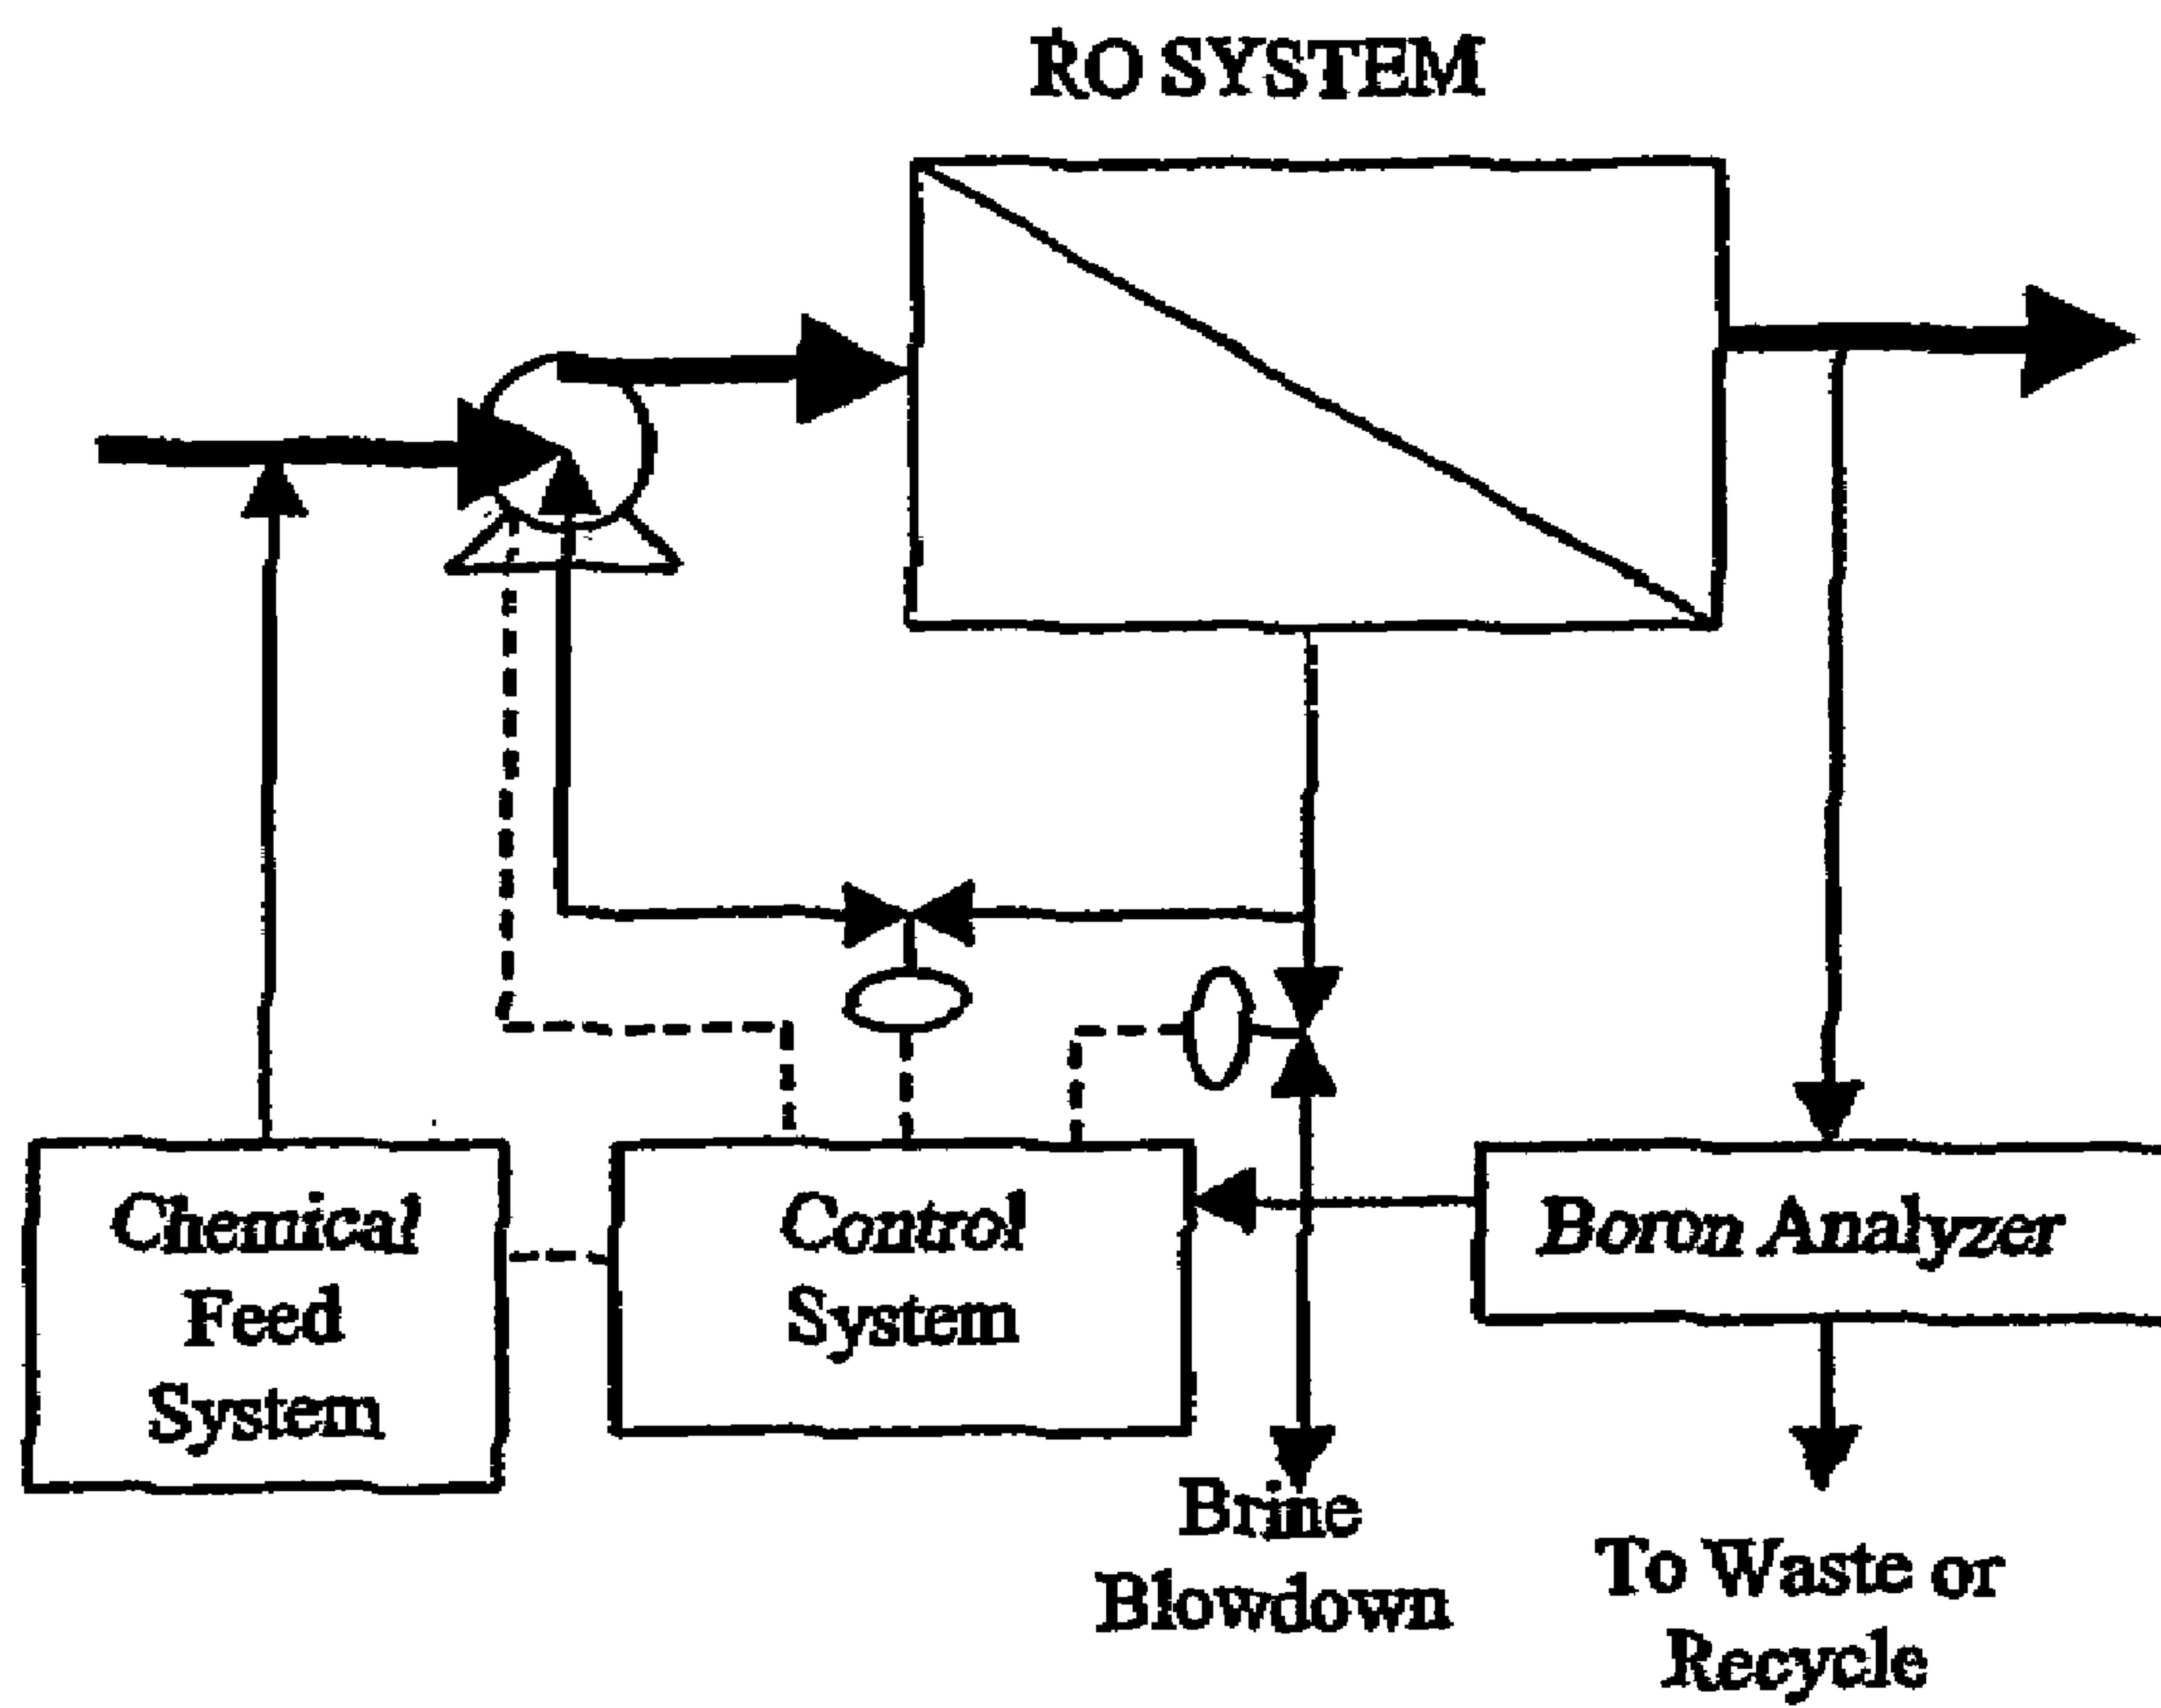 RO SYSTEM
Chemical
Feed
System
Control
System
Boron Analyzer
Brine
Blowdown
To Waste or
Recycle